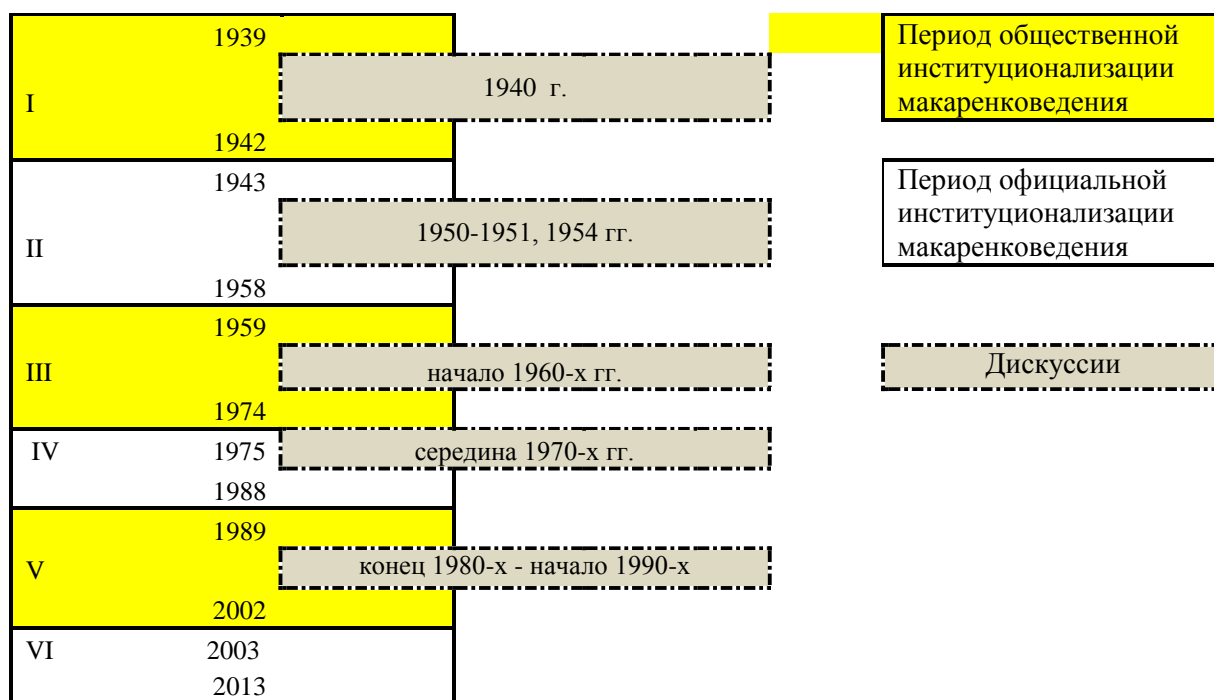 1939
I
1940 г.
1942
1943
II
1950-1951, 1954 гг.
1958
1959
III
начало 1960-х гг.
1974
IV 1975
середина 1970-х гг.
1988
1989
V
конец 1980-х - начало 1990-х
2002
VI 2003
2013
Период общественной
институционализации
макаренковедения
Период официальной
институционализации
макаренковедения
Дискуссии